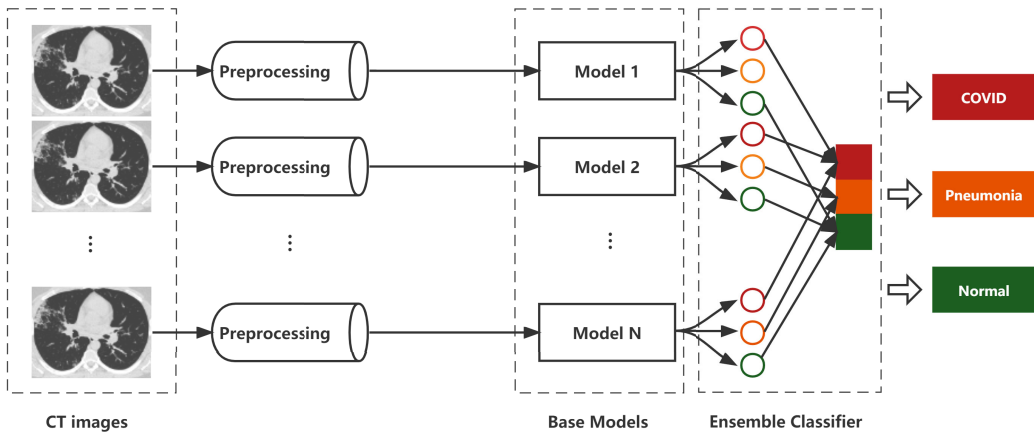 Preprocessing
Model 1
COVID
Preprocessing
Model 2
Pneumonia
...
...
...
Normal
Preprocessing
Model N
CT images
Base Models
Ensemble Classifier